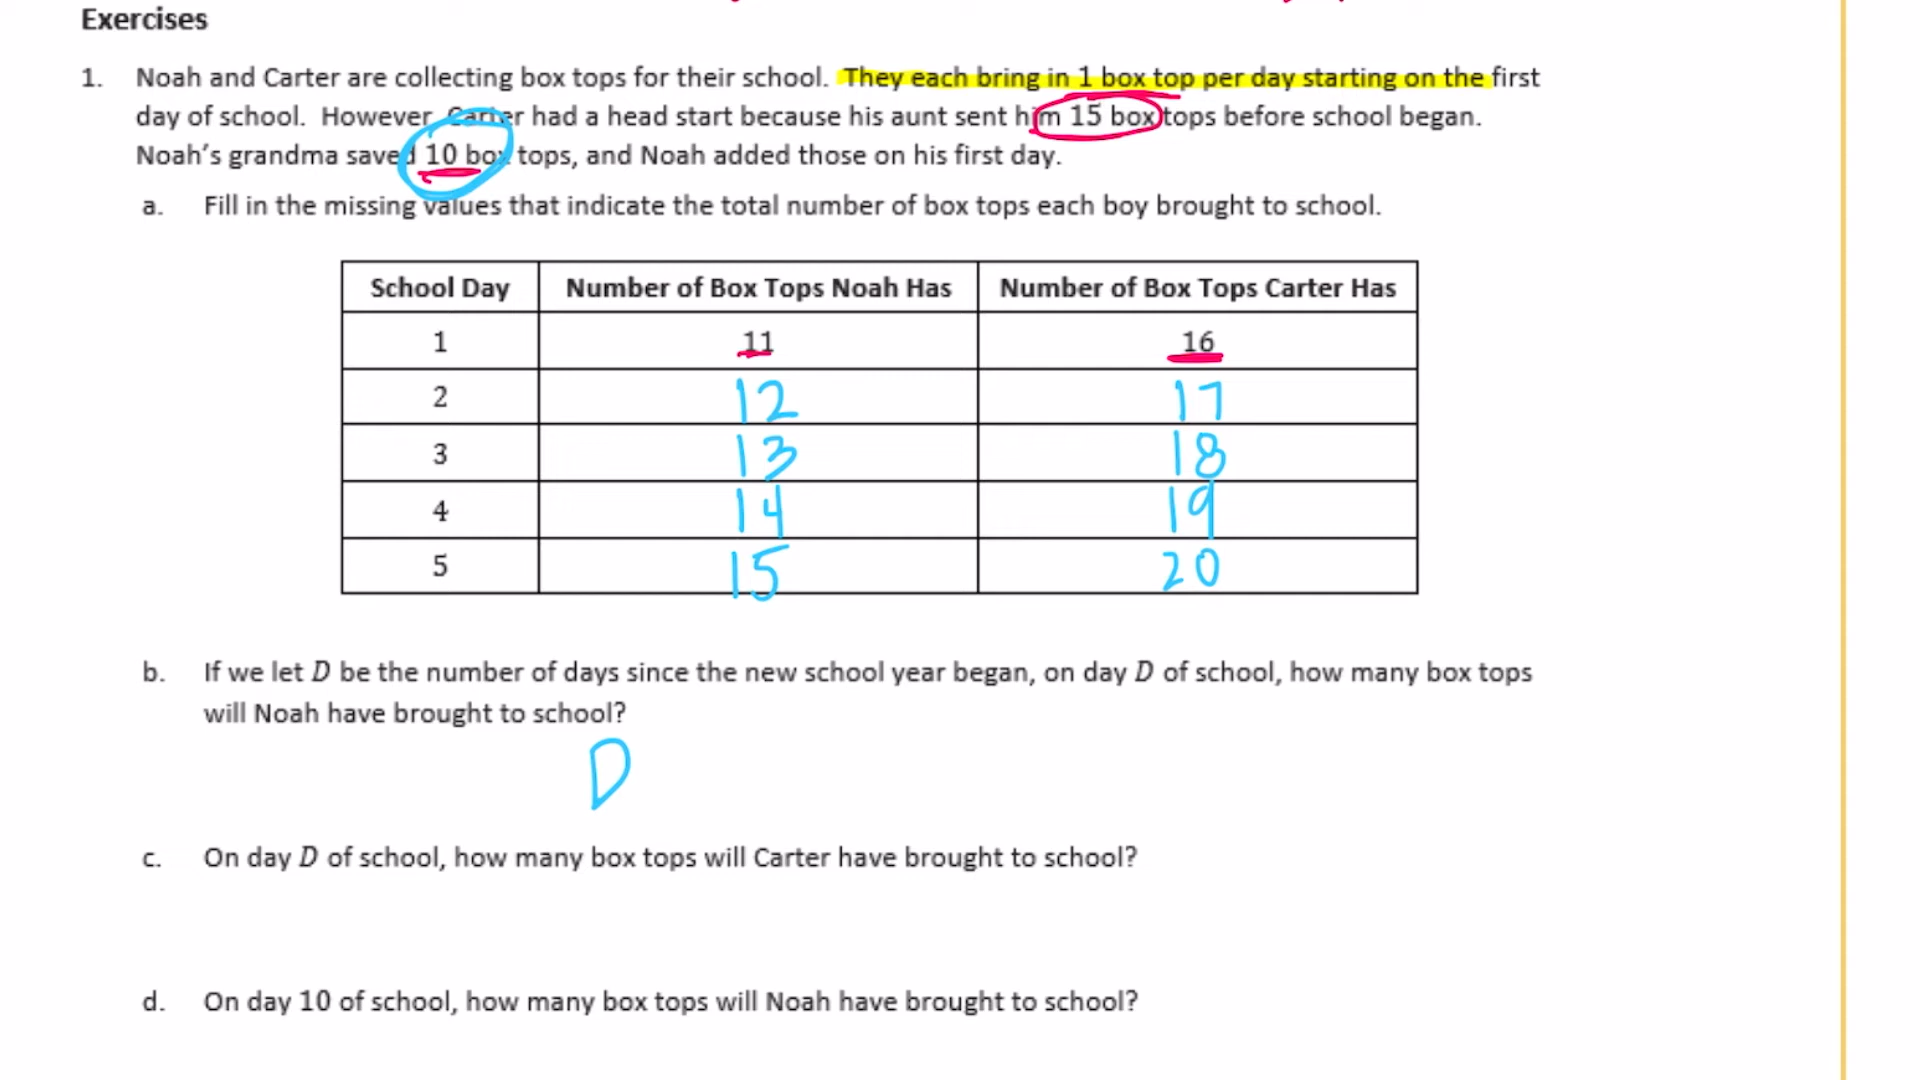 Exercises
1. Noah and Carter are collecting box tops for their school. They each bring in 1 box top per day starting on the first
day of school. However, Carter had a head start because his aunt sent him 15 box tops before school began.
Noah's grandma saved 10 box tops, and Noah added those on his first day.
a. Fill in the missing values that indicate the total number of box tops each boy brought to school.
School Day Number of Box Tops Noah Has Number of Box Tops Carter Has
1 11 16
2 12 17
3 13 18
4 14 19
5 15 20
b. If we let D be the number of days since the new school year began, on day D of school, how many box tops
will Noah have brought to school?
D
c. On day D of school, how many box tops will Carter have brought to school?
d. On day 10 of school, how many box tops will Noah have brought to school?